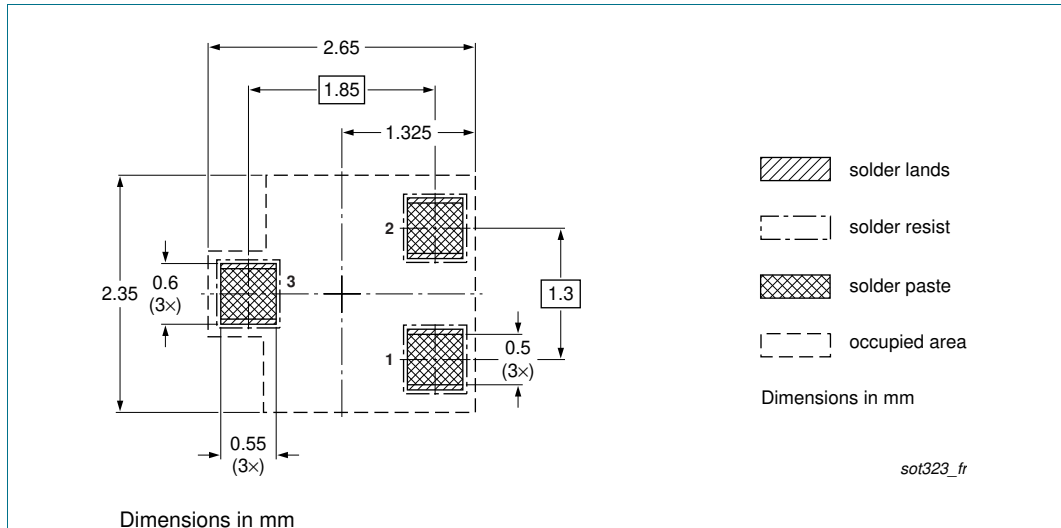 2.65
1.85
1.325
solder lands
2
solder resist
3
0.6
(3×)
2.35
1.3
solder paste
1
0.5
(3×)
occupied area
Dimensions in mm
0.55
(3×)
sot323_fr
Dimensions in mm